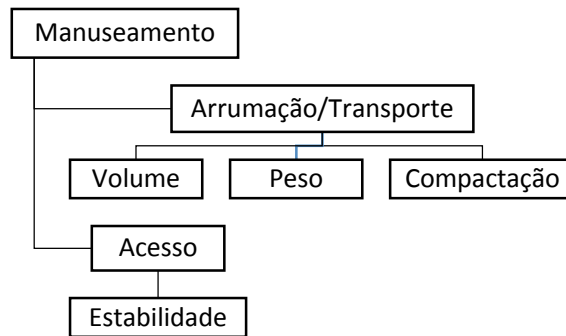 Manuseamento
Arrumação/Transporte
Volume
Peso
Compactação
Acesso
Estabilidade